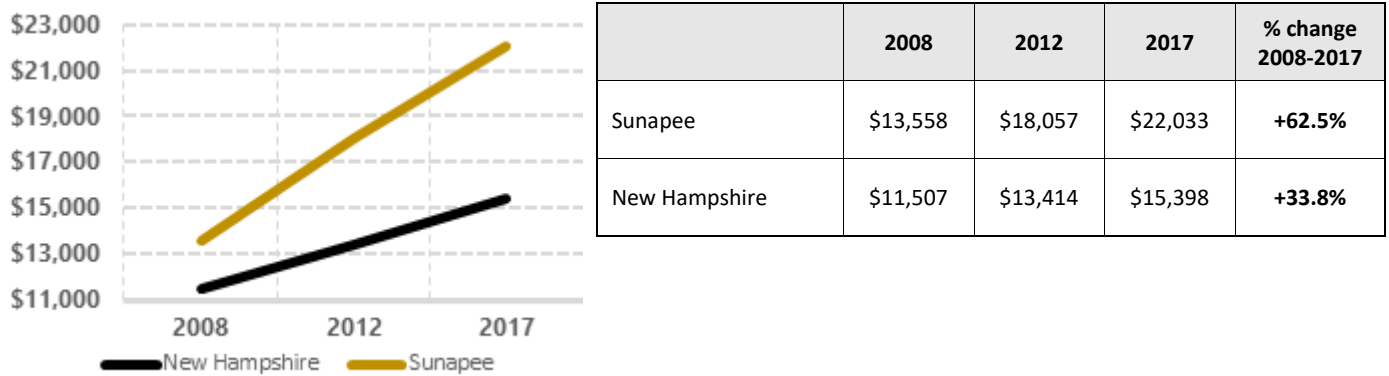 $23,000
$21,000
$19,000
$17,000
$15,000
$13,000
$11,000
2008 2012 2017
New Hampshire Sunapee
2008 2012 2017 % change
2008-2017
Sunapee $13,558 $18,057 $22,033 +62.5%
New Hampshire $11,507 $13,414 $15,398 +33.8%